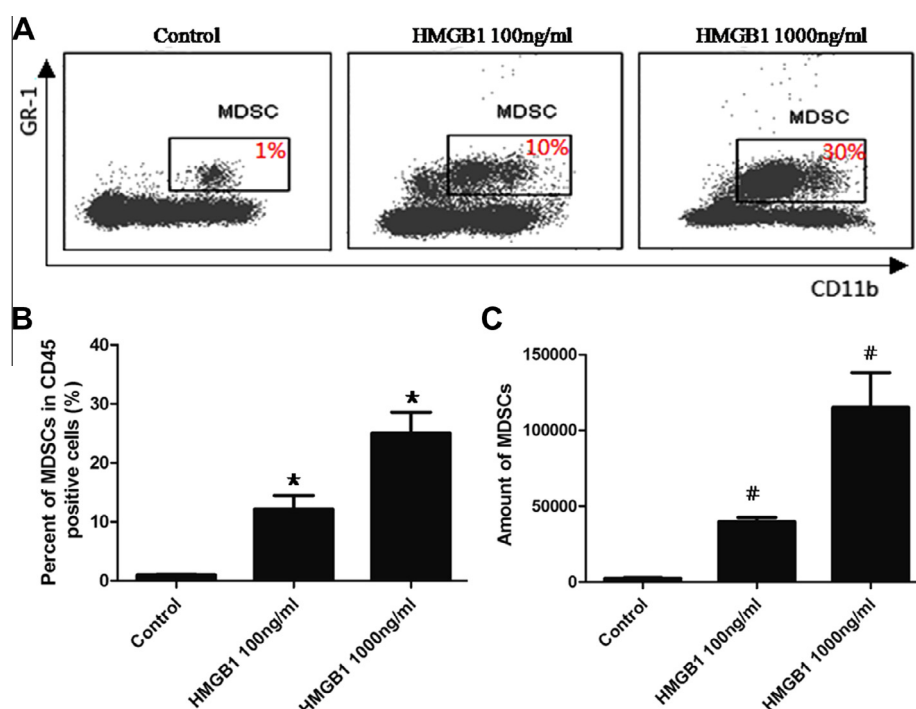 A
Control
HMGB1 100ng/ml
HMGB1 1000ng/ml
GR-1
MDSC
1%
MDSC
10%
MDSC
30%
CD11b
B
Percent of MDSCs in CD45
positive cells (%)
40
30
20
10
0
*
*
Control
HMGB1 100ng/ml
HMGB1 1000ng/ml
C
Amount of MDSCs
150000
100000
50000
0
#
#
Control
HMGB1 100ng/ml
HMGB1 1000ng/ml